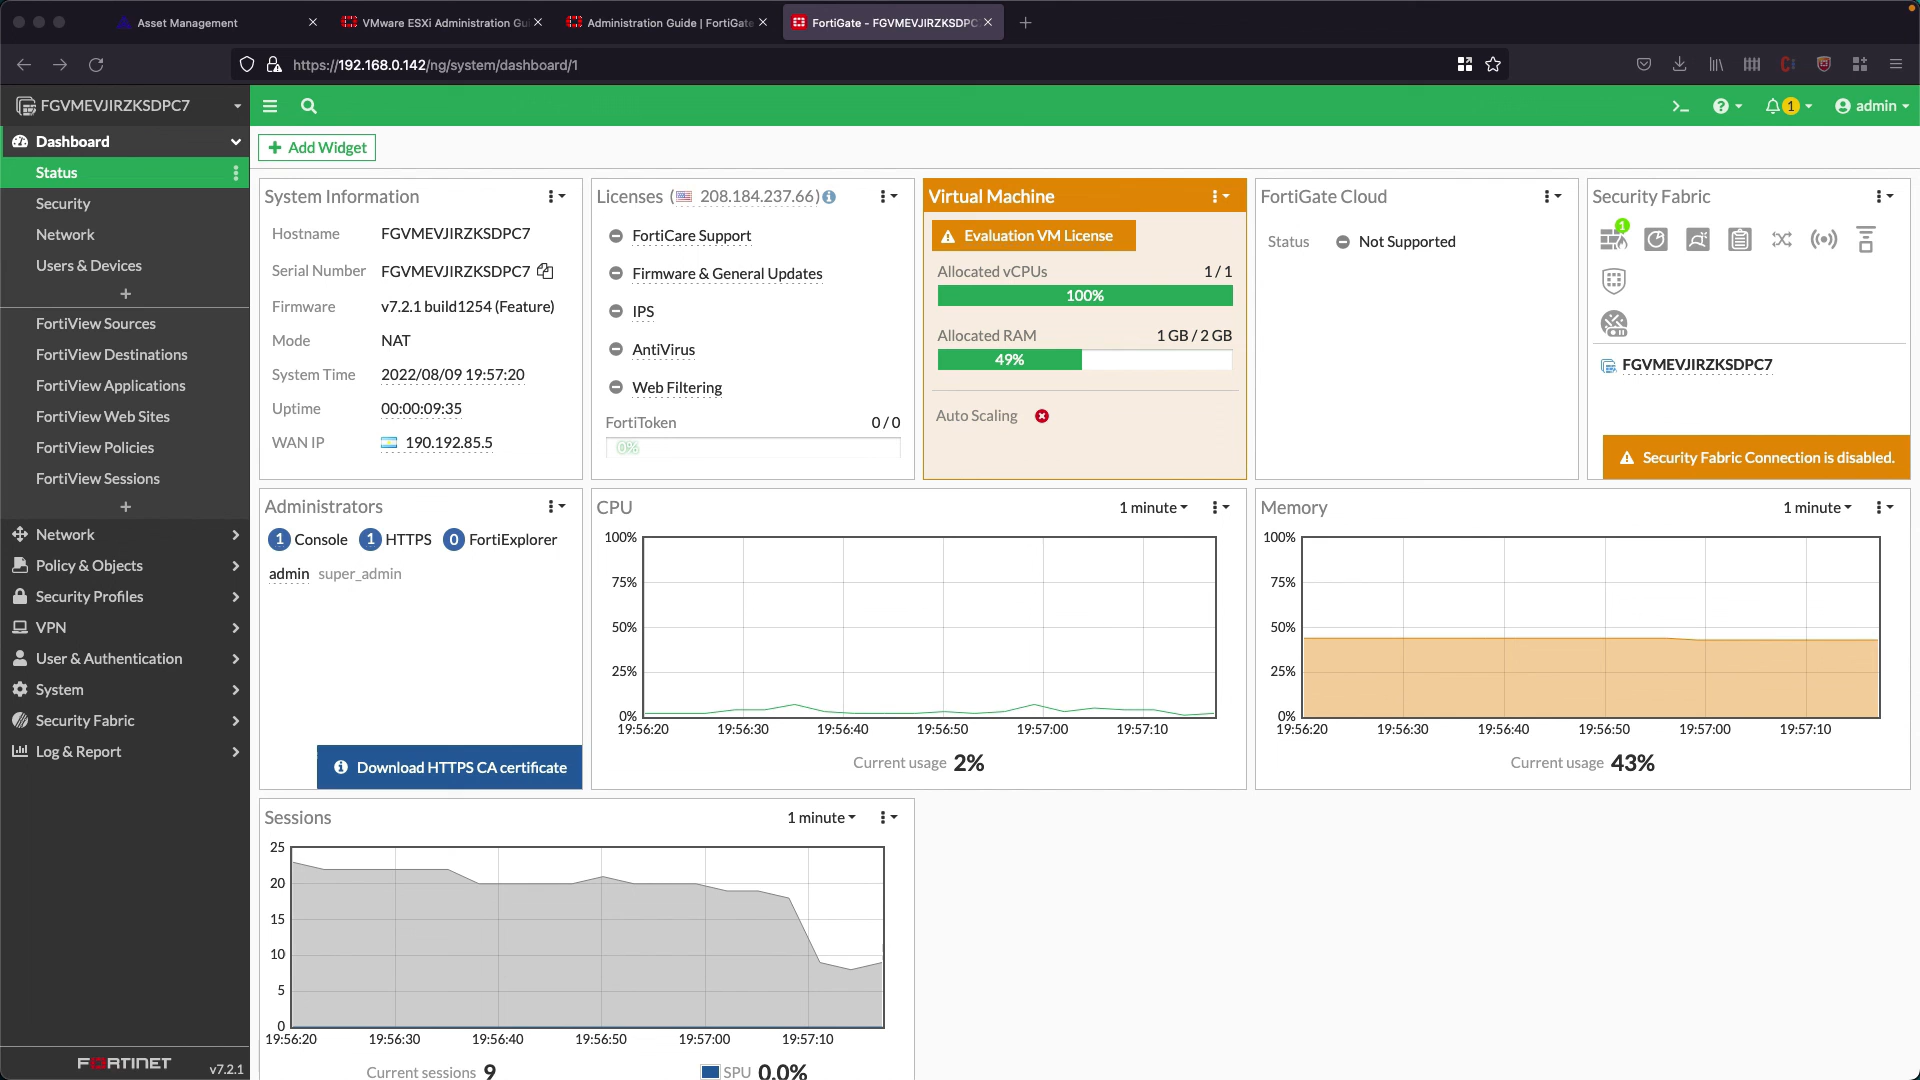 Asset Management
VMware ESXi Administration Gui
Administration Guide | FortiGate
FortiGate - FGVMEVJIRZKSDPC
https://192.168.0.142/ng/system/dashboard/1
FGVMEVJIRZKSDPC7
1
admin
Dashboard
Status
Security
Network
Users & Devices
+
FortiView Sources
FortiView Destinations
FortiView Applications
FortiView Web Sites
FortiView Policies
FortiView Sessions
+
Network
Policy & Objects
Security Profiles
VPN
User & Authentication
System
Security Fabric
Log & Report
FORTINET
v7.2.1
+ Add Widget
System Information
Hostname FGVMEVJIRZKSDPC7
Serial Number FGVMEVJIRZKSDPC7
Firmware v7.2.1 build1254 (Feature)
Mode NAT
System Time 2022/08/09 19:57:20
Uptime 00:00:09:35
WAN IP 190.192.85.5
Licenses (208.184.237.66)
FortiCare Support
Firmware & General Updates
IPS
AntiVirus
Web Filtering
FortiToken 0 / 0
0%
Virtual Machine
Evaluation VM License
Allocated vCPUs 1 / 1
100%
Allocated RAM 1 GB / 2 GB
49%
Auto Scaling
FortiGate Cloud
Status Not Supported
Security Fabric
1
FGVMEVJIRZKSDPC7
Security Fabric Connection is disabled.
Administrators
1 Console 1 HTTPS 0 FortiExplorer
admin super_admin
Download HTTPS CA certificate
CPU 1 minute
100%
75%
50%
25%
0%
19:56:20 19:56:30 19:56:40 19:56:50 19:57:00 19:57:10
Current usage 2%
Memory 1 minute
100%
75%
50%
25%
0%
19:56:20 19:56:30 19:56:40 19:56:50 19:57:00 19:57:10
Current usage 43%
Sessions 1 minute
25
20
15
10
5
0
19:56:20 19:56:30 19:56:40 19:56:50 19:57:00 19:57:10
Current sessions 9 SPU 0.0%